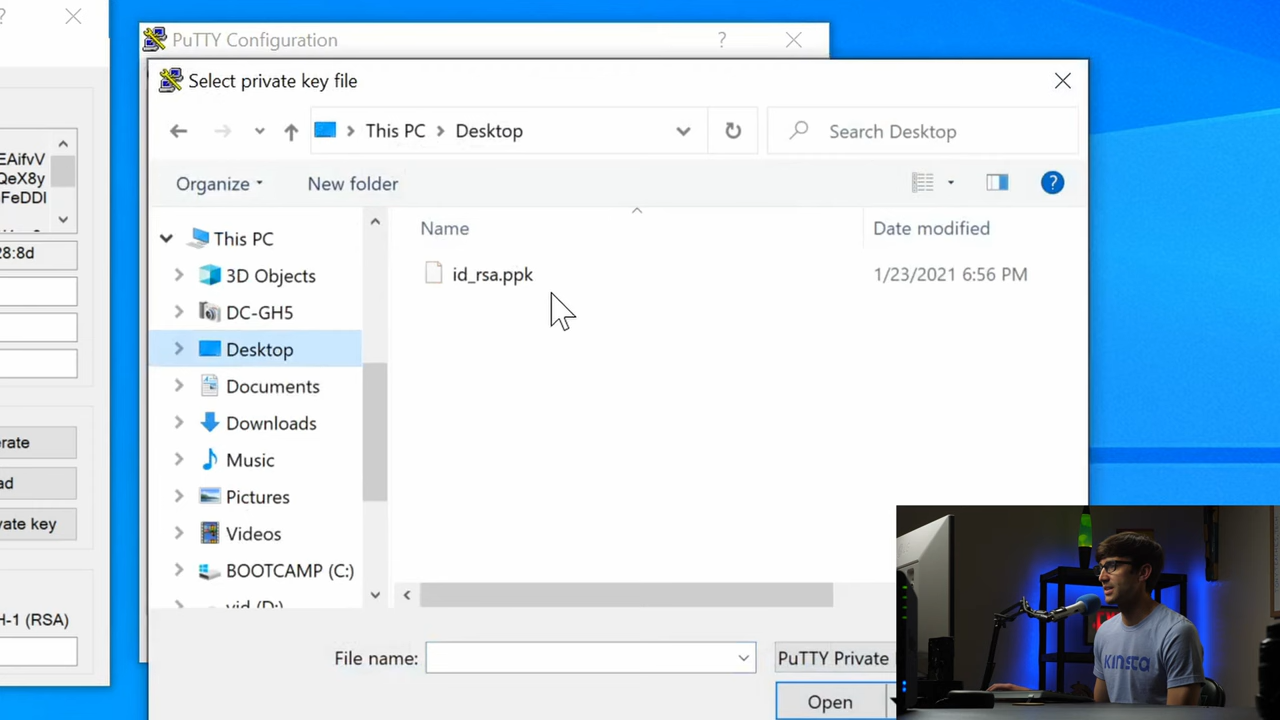 ?
PuTTY Configuration
?
Select private key file
This PC
Desktop
Search Desktop
EAifvV
QeX8y
FeDDI
Organize
New folder
?
28:8d
This PC
3D Objects
DC-GH5
Desktop
Documents
Downloads
Music
Pictures
Videos
BOOTCAMP (C:)
vid (D:)
Name
Date modified
id_rsa.ppk
1/23/2021 6:56 PM
erate
ad
vate key
H-1 (RSA)
File name:
PuTTY Private
Open
KINSTA